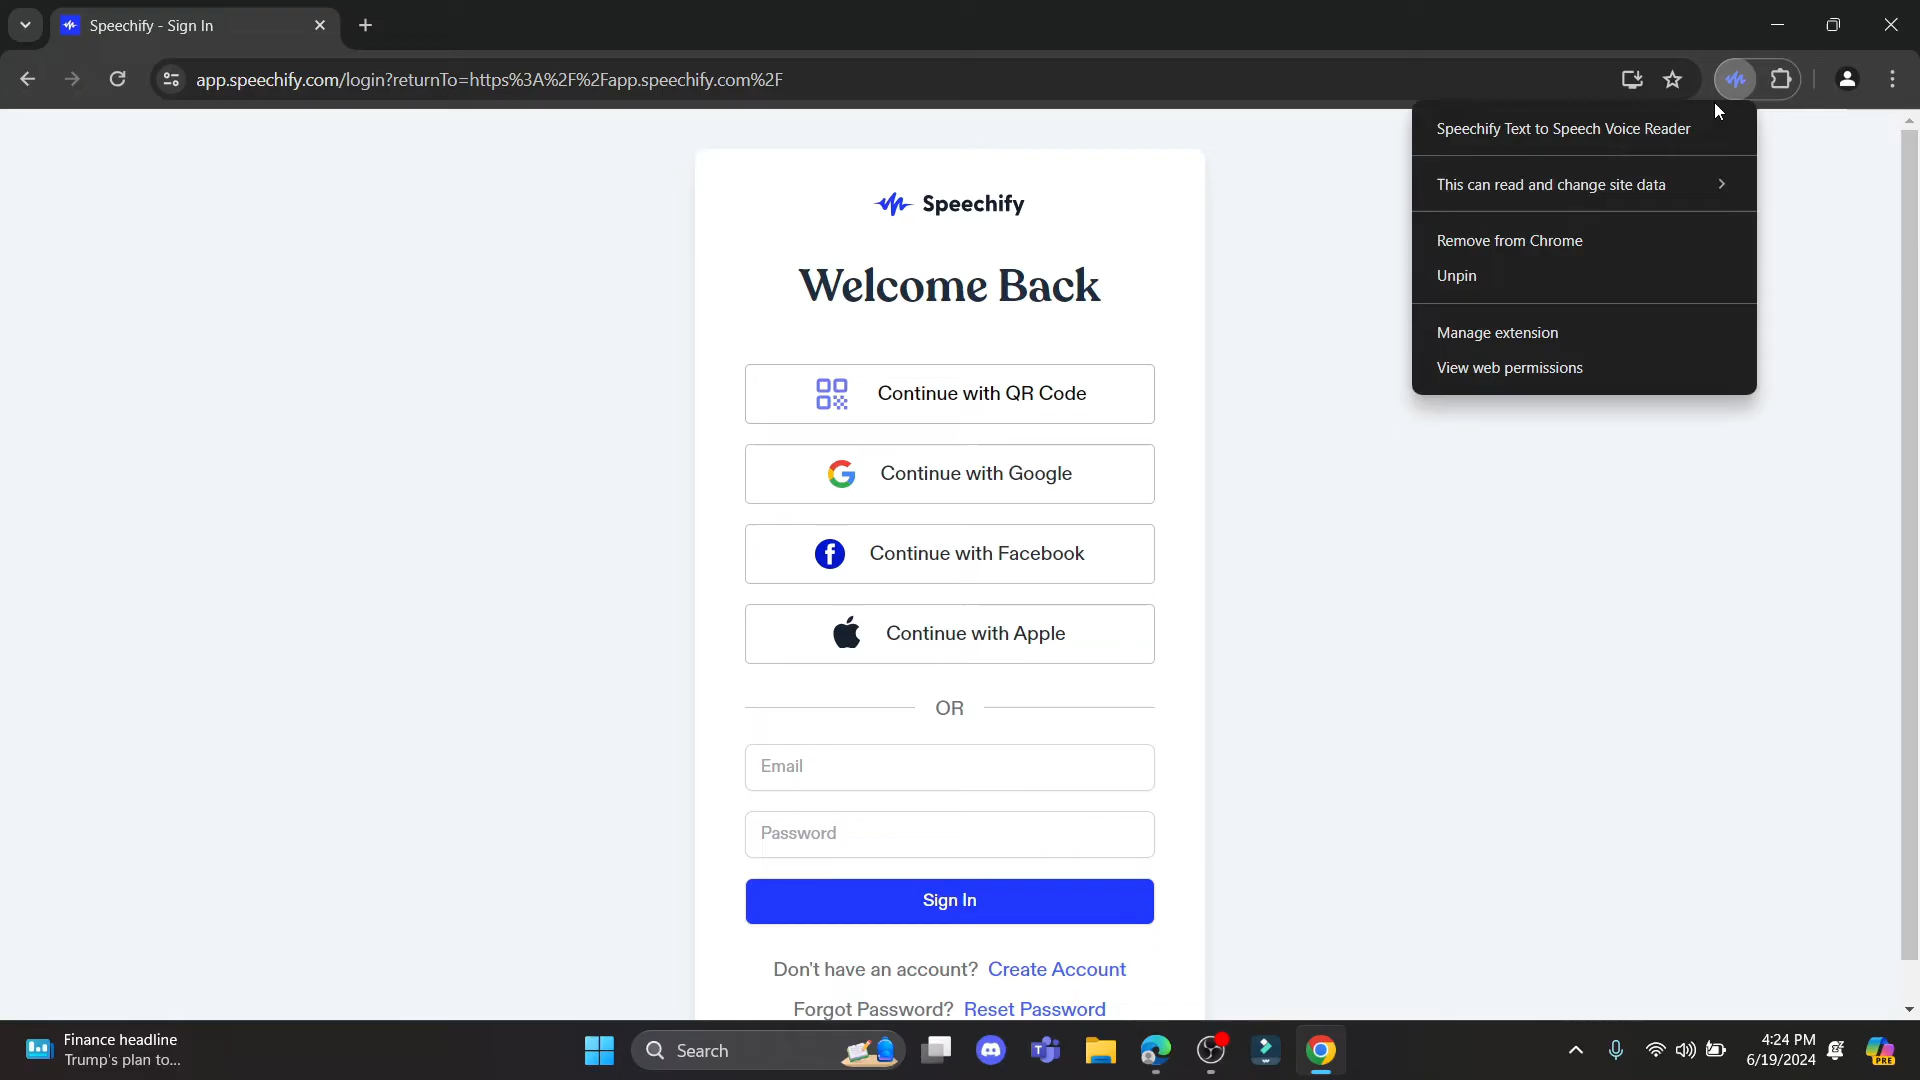 Speechify - Sign In
app.speechify.com/login?returnTo=https%3A%2F%2Fapp.speechify.com%2F
Speechify Text to Speech Voice Reader
This can read and change site data
Remove from Chrome
Unpin
Manage extension
View web permissions
Speechify
Welcome Back
Continue with QR Code
Continue with Google
Continue with Facebook
Continue with Apple
OR
Email
Password
Sign In
Don't have an account? Create Account
Forgot Password? Reset Password
Finance headline
Trump's plan to...
Search
4:24 PM
6/19/2024
PRE